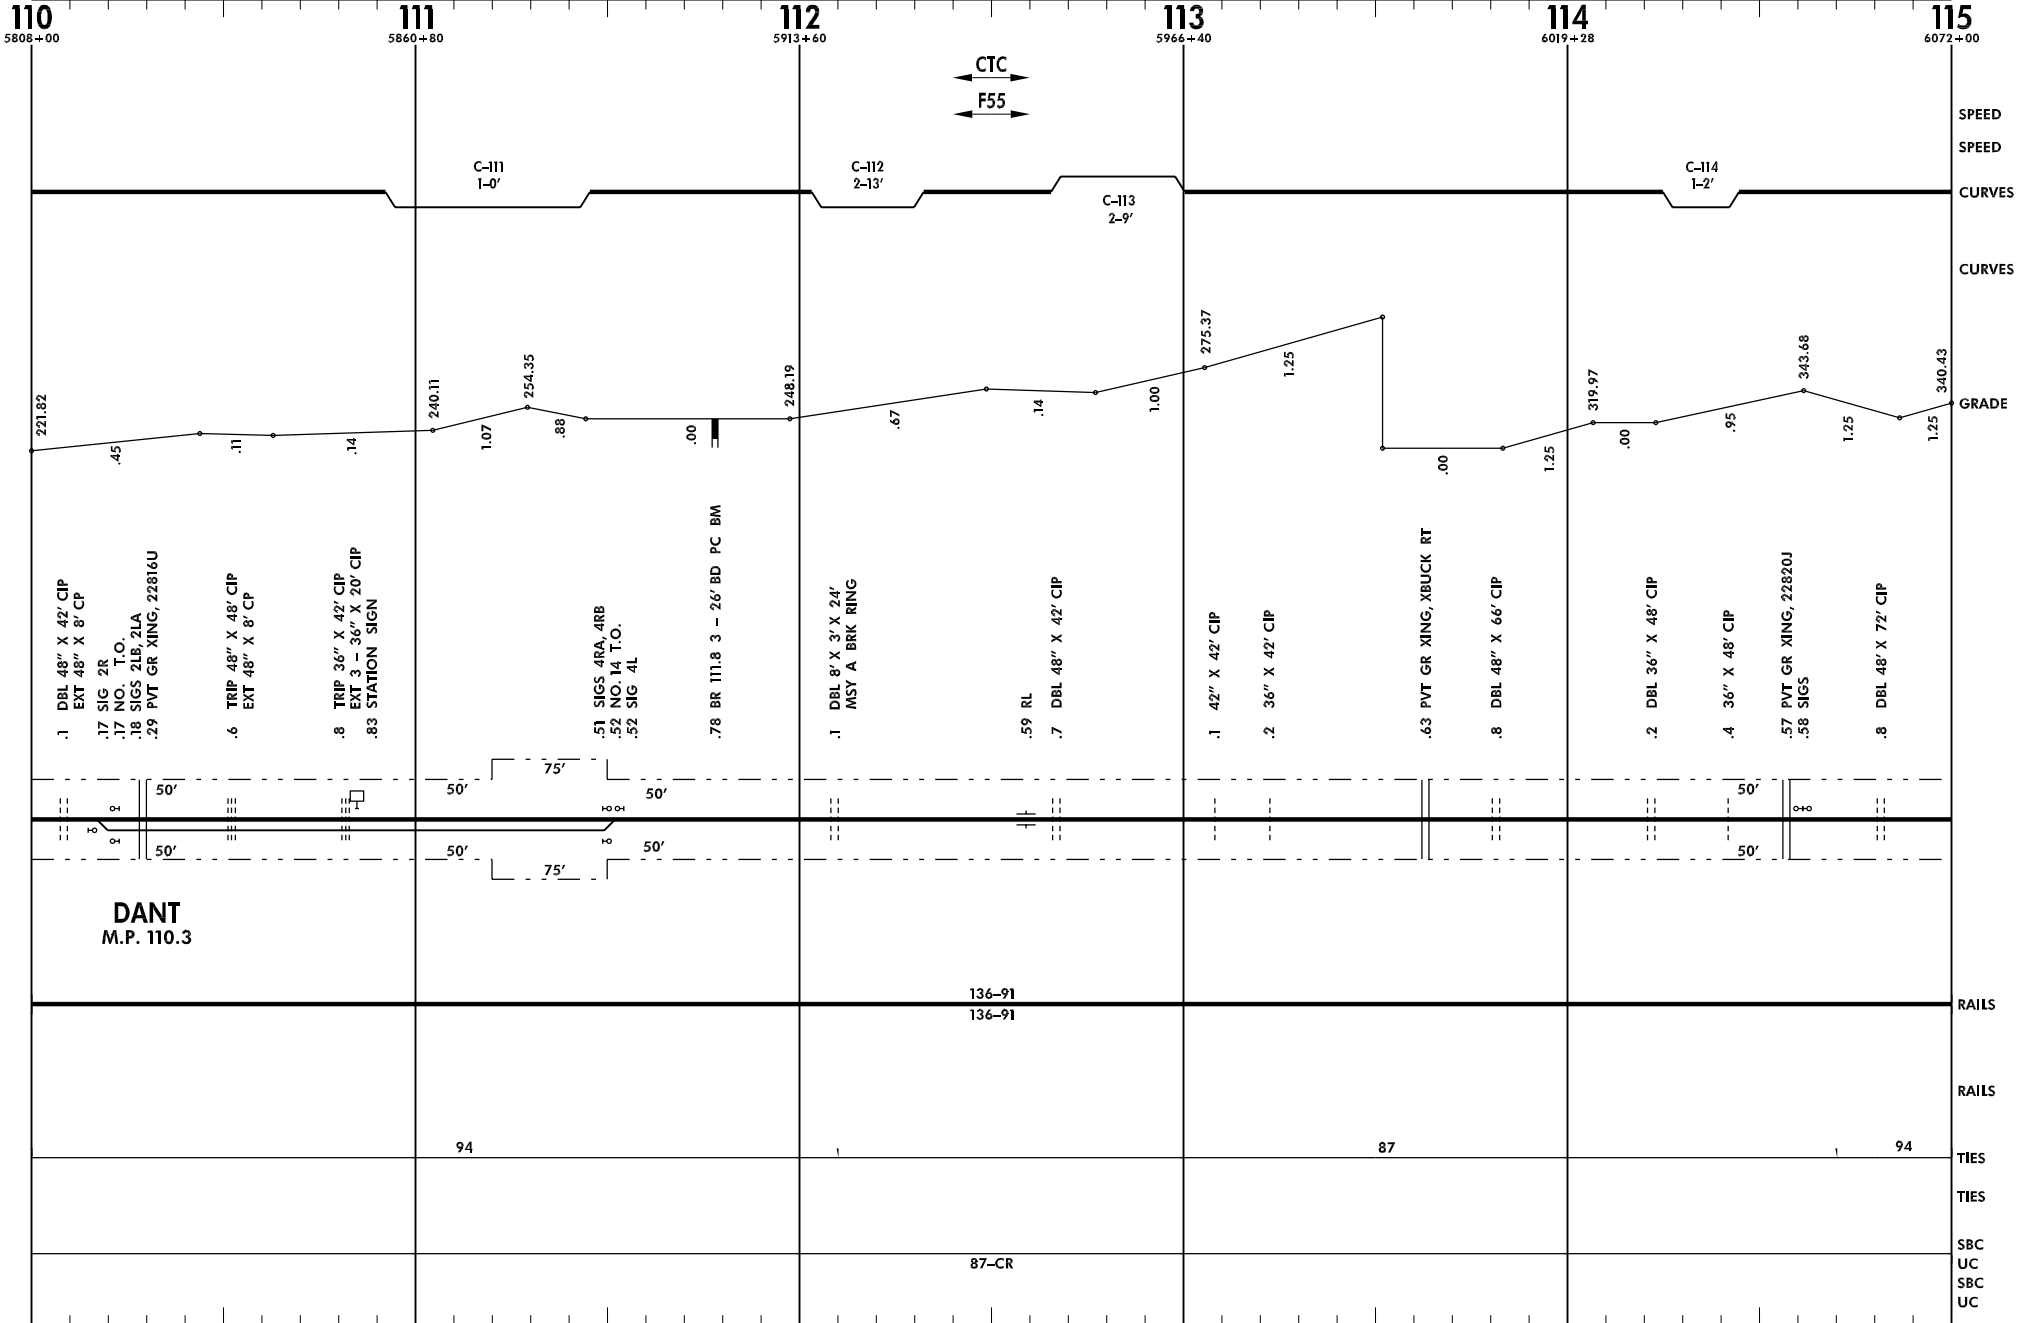 110 111 112 113 114 115
5808+00 5860+80 5913+60 5966+40 6019+28 6072+00
CTC
F55
SPEED
SPEED
C-111
1-0'
C-112
2-13'
C-113
2-9'
C-114
1-2'
CURVES
CURVES
221.82
.45
.11
.14
240.11
1.07
254.35
.88
.00
248.19
.67
.14
1.00
275.37
1.25
.00
1.25
319.97
.00
.95
343.68
1.25
1.25
340.43
GRADE
.1 DBL 48" X 42' CIP
EXT 48" X 8' CP
.17 SIG 2R
.17 NO. T.O.
.18 SIGS 2LB, 2LA
.29 PVT GR XING, 22816U
.6 TRIP 48" X 48' CIP
EXT 48" X 8' CP
.8 TRIP 36" X 42' CIP
EXT 3 - 36" X 20' CIP
.83 STATION SIGN
.51 SIGS 4RA, 4RB
.52 NO. 14 T.O.
.52 SIG 4L
.78 BR 111.8 3 - 26' BD PC BM
.1 DBL 8' X 3' X 24'
MSY A BRK RING
.59 RL
.7 DBL 48" X 42' CIP
.1 42" X 42' CIP
.2 36" X 42' CIP
.63 PVT GR XING, XBUCK RT
.8 DBL 48" X 66' CIP
.2 DBL 36" X 48' CIP
.4 36" X 48' CIP
.57 PVT GR XING, 22820J
.58 SIGS
.8 DBL 48' X 72' CIP
75'
50' 50' 50' 50'
50' 50' 50' 50'
75'
DANT
M.P. 110.3
136-91
136-91
RAILS
RAILS
94 87 94
TIES
TIES
SBC
87-CR
UC
SBC
UC